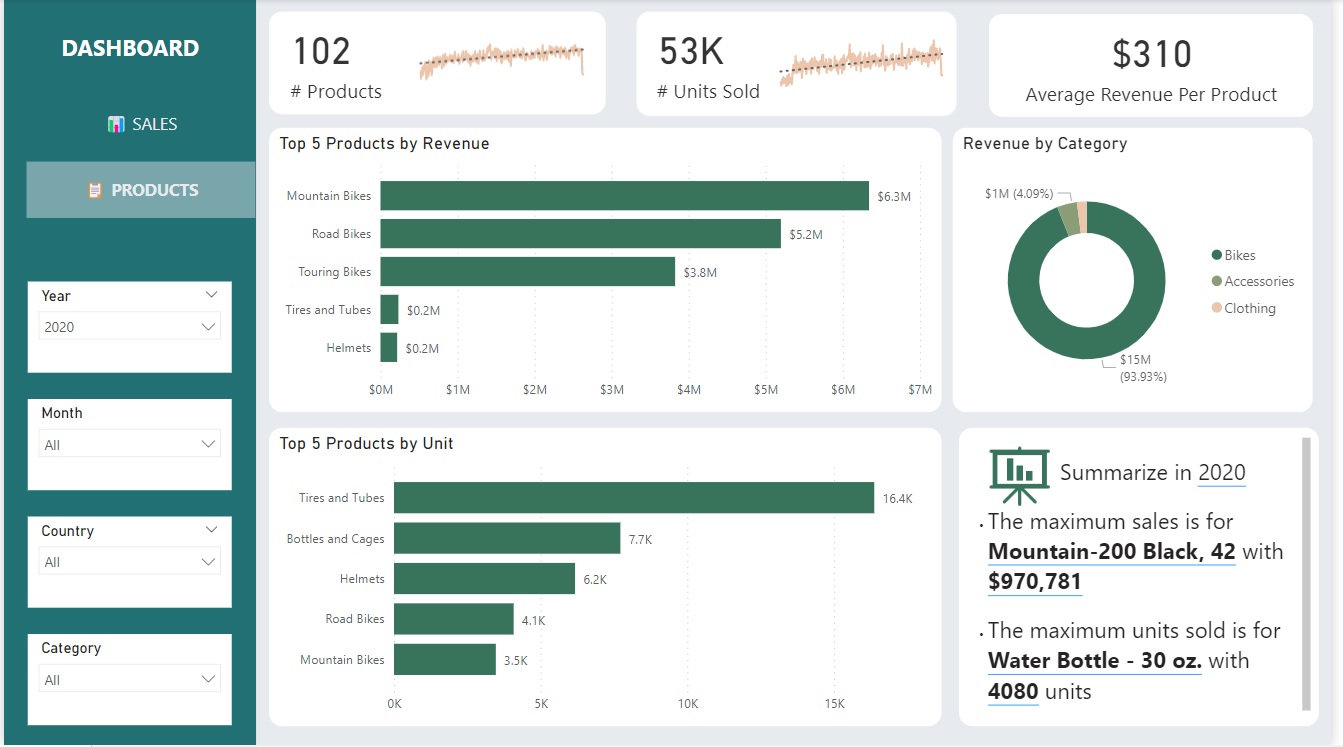 DASHBOARD
SALES
PRODUCTS
Year
2020
Month
All
Country
All
Category
All
102
# Products
53K
# Units Sold
$310
Average Revenue Per Product
Top 5 Products by Revenue
Mountain Bikes $6.3M
Road Bikes $5.2M
Touring Bikes $3.8M
Tires and Tubes $0.2M
Helmets $0.2M
$0M $1M $2M $3M $4M $5M $6M $7M
Revenue by Category
$1M (4.09%)
$15M
(93.93%)
Bikes
Accessories
Clothing
Top 5 Products by Unit
Tires and Tubes 16.4K
Bottles and Cages 7.7K
Helmets 6.2K
Road Bikes 4.1K
Mountain Bikes 3.5K
0K 5K 10K 15K
Summarize in 2020
. The maximum sales is for
Mountain-200 Black, 42 with
$970,781
. The maximum units sold is for
Water Bottle - 30 oz. with
4080 units